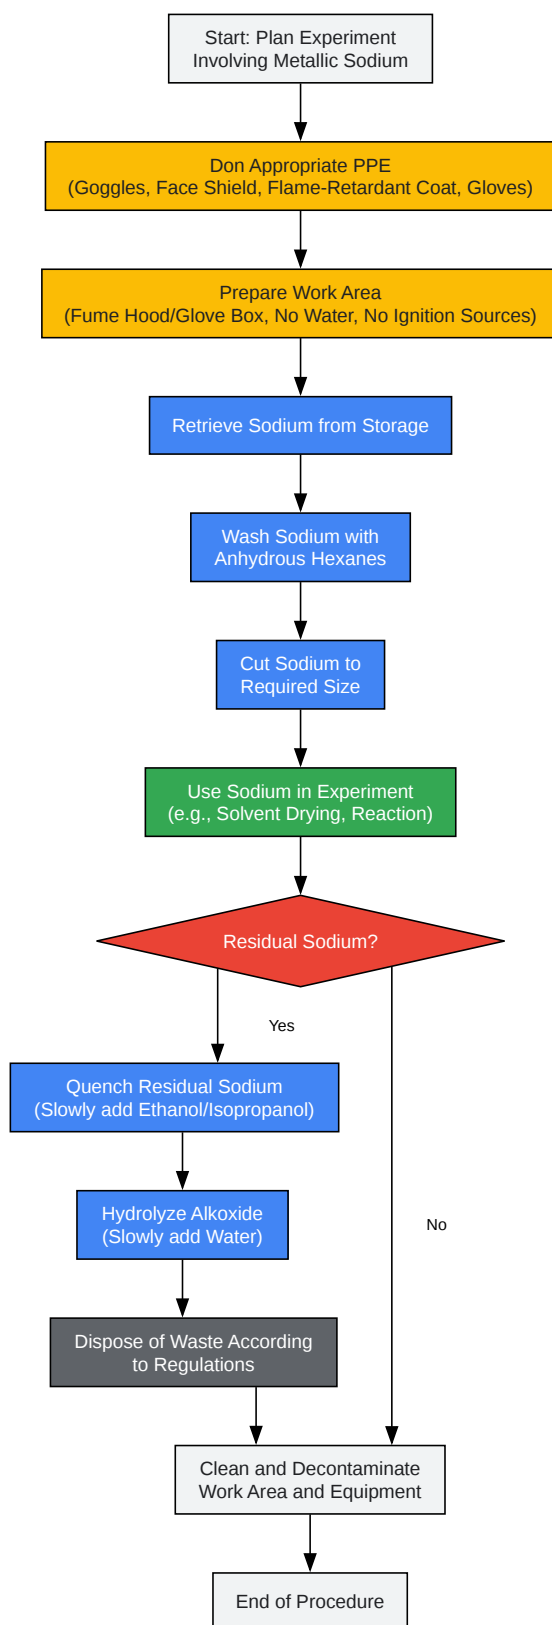 Start: Plan Experiment
Involving Metallic Sodium
Don Appropriate PPE
(Goggles, Face Shield, Flame-Retardant Coat, Gloves)
Prepare Work Area
(Fume Hood/Glove Box, No Water, No Ignition Sources)
Retrieve Sodium from Storage
Wash Sodium with
Anhydrous Hexanes
Cut Sodium to
Required Size
Use Sodium in Experiment
(e.g., Solvent Drying, Reaction)
Residual Sodium?
Yes
Quench Residual Sodium
(Slowly add Ethanol/Isopropanol)
Hydrolyze Alkoxide
(Slowly add Water)
No
Dispose of Waste According
to Regulations
Clean and Decontaminate
Work Area and Equipment
End of Procedure